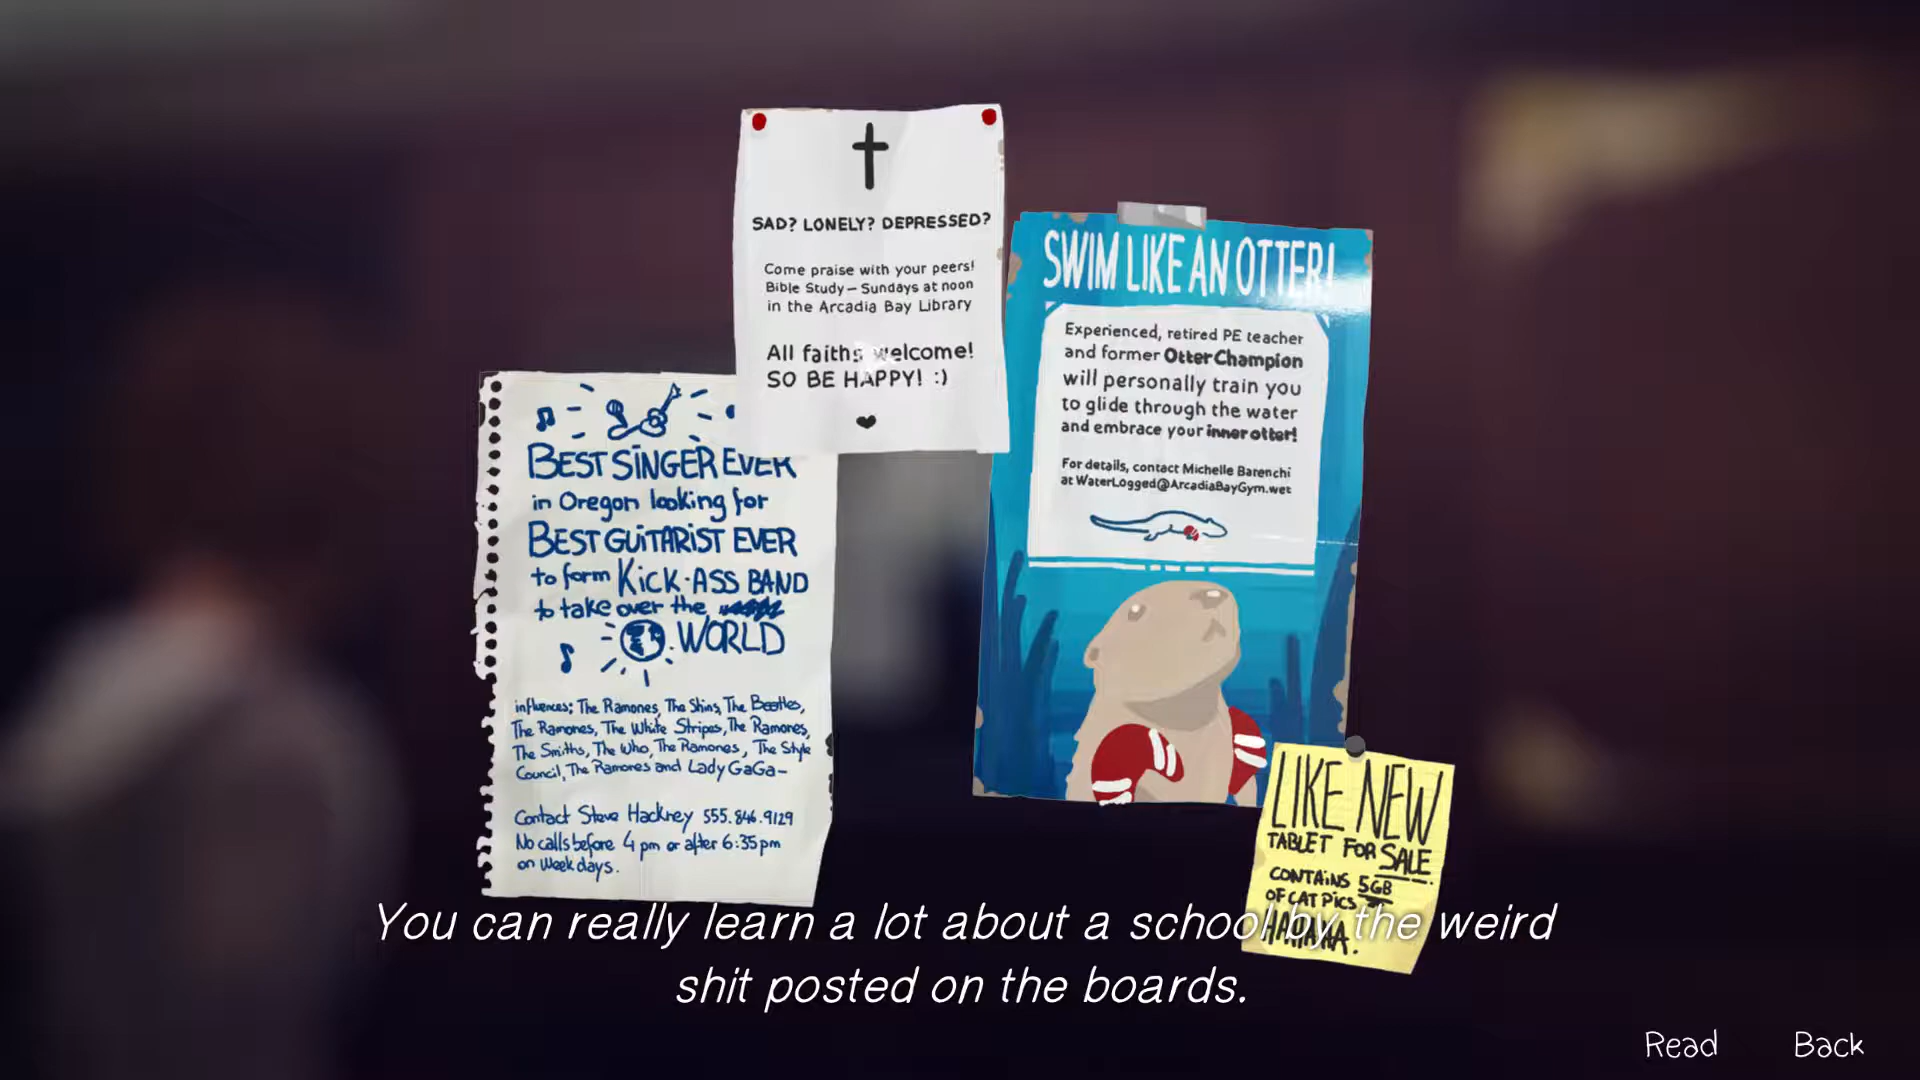 SAD? LONELY? DEPRESSED?
Come praise with your peers!
Bible Study – Sundays at noon
in the Arcadia Bay Library
All faiths welcome!
SO BE HAPPY! :)
SWIM LIKE AN OTTER!
Experienced, retired PE teacher
and former Otter Champion
will personally train you
to glide through the water
and embrace your inner otter!
For details, contact Michelle Barenchi
at WaterLogged@ArcadiaBayGym.wet
BEST SINGER EVER
in Oregon looking for
BEST GUITARIST EVER
to form KICK-ASS BAND
to take over the
WORLD
influences: The Ramones, The Shins, The Beatles,
The Ramones, The White Stripes, The Ramones,
The Smiths, The Who, The Ramones, The Style
Council, The Ramones and Lady GaGa–
Contact Steve Hackney 555.846.9129
No calls before 4 pm or after 6:35pm
on weekdays.
LIKE NEW
TABLET FOR SALE.
CONTAINS 5GB
OF CAT PICS
HAHAHA.
You can really learn a lot about a school by the weird
shit posted on the boards.
Read Back